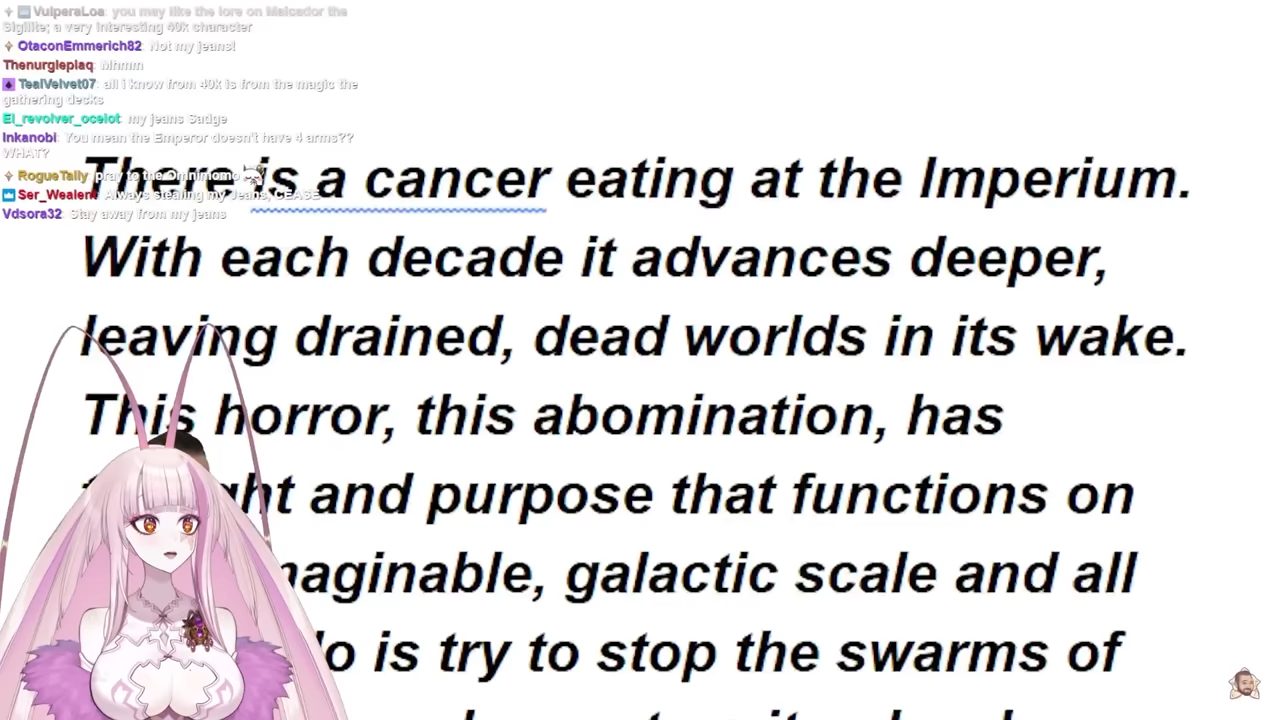 VulperaLoa: you may like the lore on Malcador the
Sigilite; a very interesting 40k character
OtaconEmmerich82: Not my jeans!
Thenurgleplaq: Mhmm
TealVelvet07: all i know from 40k is from the magic the
gathering decks
El_revolver_ocelot: my jeans Sadge
Inkanobi: You mean the Emperor doesn't have 4 arms??
WHAT?
RogueTally: pray to the Omnimomo
Ser_Wealem: Always stealing my Jeans, CEASE
Vdsora32: Stay away from my jeans
There is a cancer eating at the Imperium.
With each decade it advances deeper,
leaving drained, dead worlds in its wake.
This horror, this abomination, has
ght and purpose that functions on
maginable, galactic scale and all
do is try to stop the swarms of